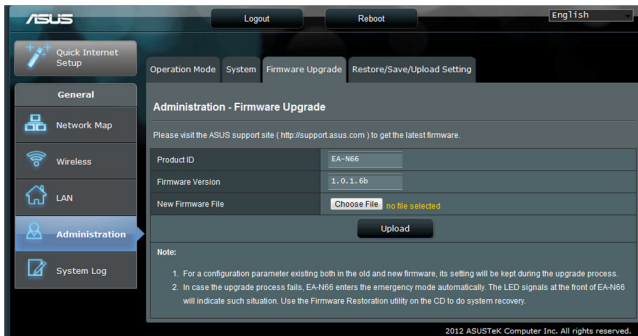 ASUS
Logout
Reboot
English
Quick Internet
Setup
General
Network Map
Wireless
LAN
Administration
System Log
Operation Mode
System
Firmware Upgrade
Restore/Save/Upload Setting
Administration - Firmware Upgrade
Please visit the ASUS support site ( http://support.asus.com ) to get the latest firmware.
Product ID
EA-N66
Firmware Version
1.0.1.6b
New Firmware File
Choose File no file selected
Upload
Note:
1. For a configuration parameter existing both in the old and new firmware, its setting will be kept during the upgrade process.
2. In case the upgrade process fails, EA-N66 enters the emergency mode automatically. The LED signals at the front of EA-N66
will indicate such situation. Use the Firmware Restoration utility on the CD to do system recovery.
2012 ASUSTeK Computer Inc. All rights reserved.